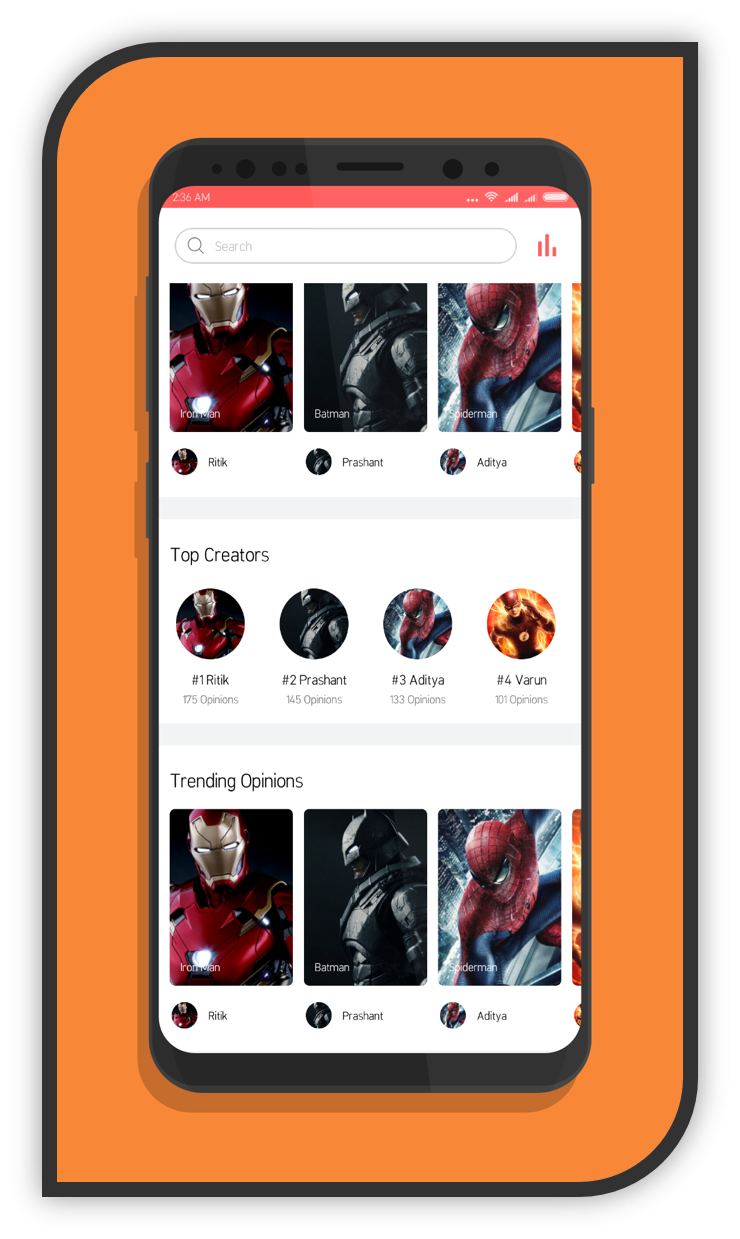 2:36 AM
Search
Iron Man
Batman
Spiderman
Ritik
Prashant
Aditya
Top Creators
#1 Ritik
#2 Prashant
#3 Aditya
#4 Varun
175 Opinions
145 Opinions
133 Opinions
101 Opinions
Trending Opinions
Iron Man
Batman
Spiderman
Ritik
Prashant
Aditya